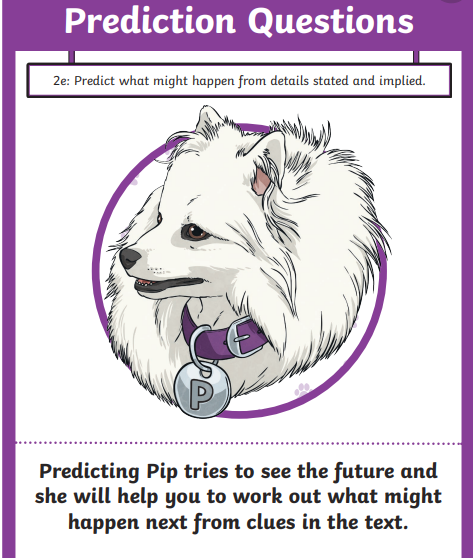 Prediction Questions
2e: Predict what might happen from details stated and implied.
P
Predicting Pip tries to see the future and
she will help you to work out what might
happen next from clues in the text.